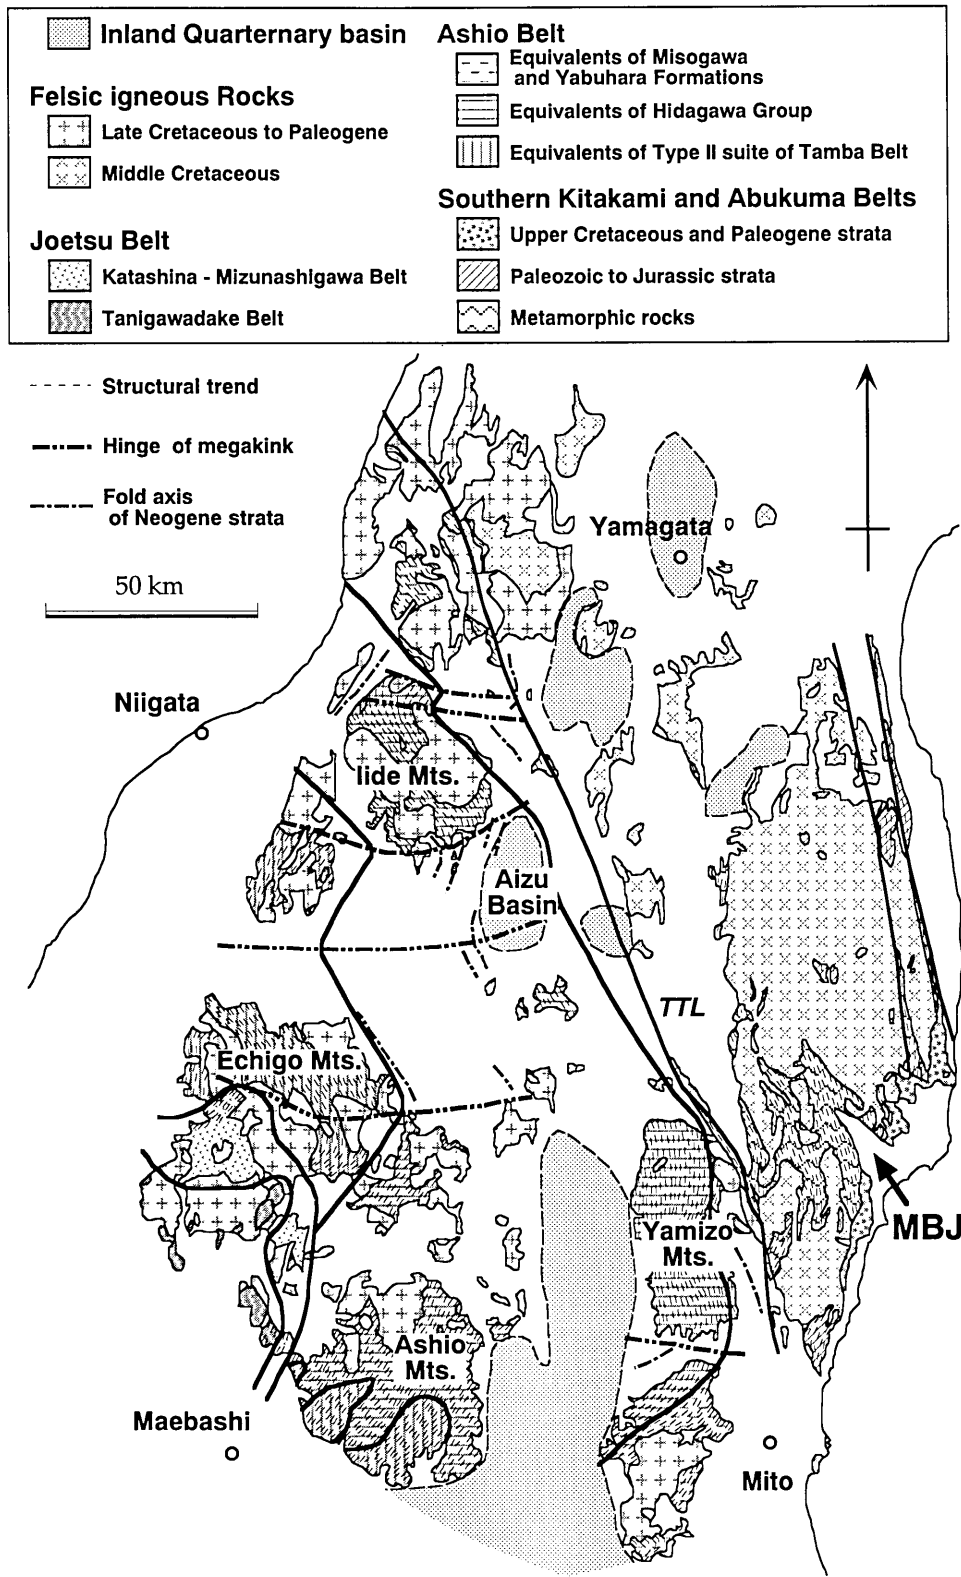 Inland Quarternary basin
Felsic igneous Rocks
Late Cretaceous to Paleogene
Middle Cretaceous
Joetsu Belt
Katashina - Mizunashigawa Belt
Tanigawadake Belt
Ashio Belt
Equivalents of Misogawa
and Yabuhara Formations
Equivalents of Hidagawa Group
Equivalents of Type II suite of Tamba Belt
Southern Kitakami and Abukuma Belts
Upper Cretaceous and Paleogene strata
Paleozoic to Jurassic strata
Metamorphic rocks
Structural trend
Hinge of megakink
Fold axis
of Neogene strata
50 km
Yamagata
Niigata
Iide Mts.
Aizu
Basin
TTL
Echigo Mts.
MBJ
Yamizo
Mts.
Ashio
Mts.
Maebashi
Mito